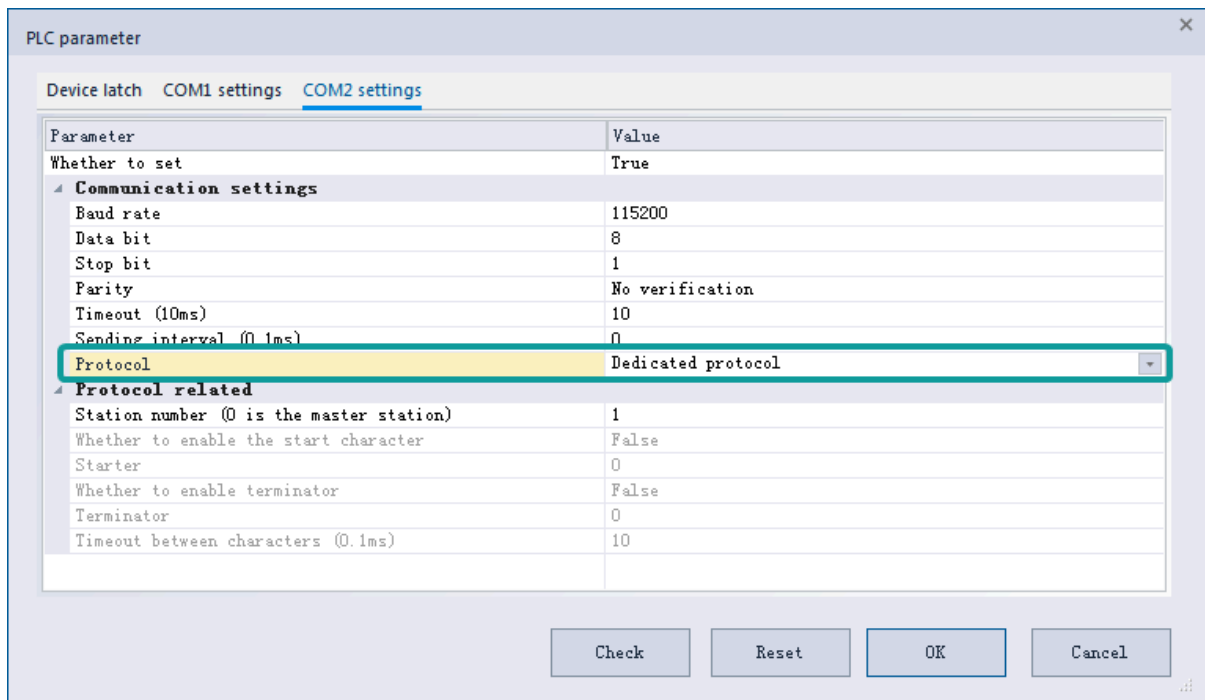 PLC parameter
Device latch COM1 settings COM2 settings
Parameter Value
Whether to set True
Communication settings
Baud rate 115200
Data bit 8
Stop bit 1
Parity No verification
Timeout (10ms) 10
Sending interval (0.1ms) 0
Protocol Dedicated protocol
Protocol related
Station number (0 is the master station) 1
Whether to enable the start character False
Starter 0
Whether to enable terminator False
Terminator 0
Timeout between characters (0.1ms) 10
Check Reset OK Cancel